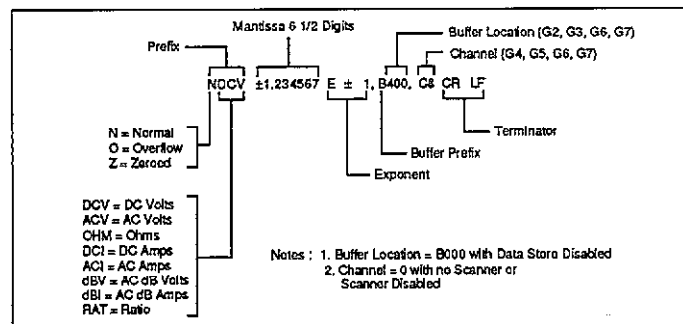 Mantissa 6 1/2 Digits
Buffer Location (G2, G3, G6, G7)
Prefix
Channel (G4, G5, G6, G7)
NDCV ±1.234567 E ± 1, B400, C8 CR LF
N = Normal
O = Overflow
Z = Zeroed
Terminator
Buffer Prefix
Exponent
DCV = DC Volts
ACV = AC Volts
OHM = Ohms
DCI = DC Amps
ACI = AC Amps
dBV = AC dB Volts
dBI = AC dB Amps
RAT = Ratio
Notes : 1. Buffer Location = B000 with Data Store Disabled
2. Channel = 0 with no Scanner or
Scanner Disabled